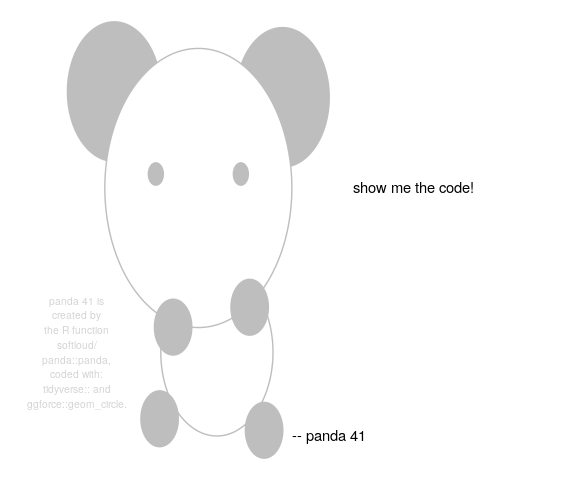 show me the code!
panda 41 is
created by
the R function
softloud/
panda::panda,
coded with:
tidyverse:: and
ggforce::geom_circle.
-- panda 41